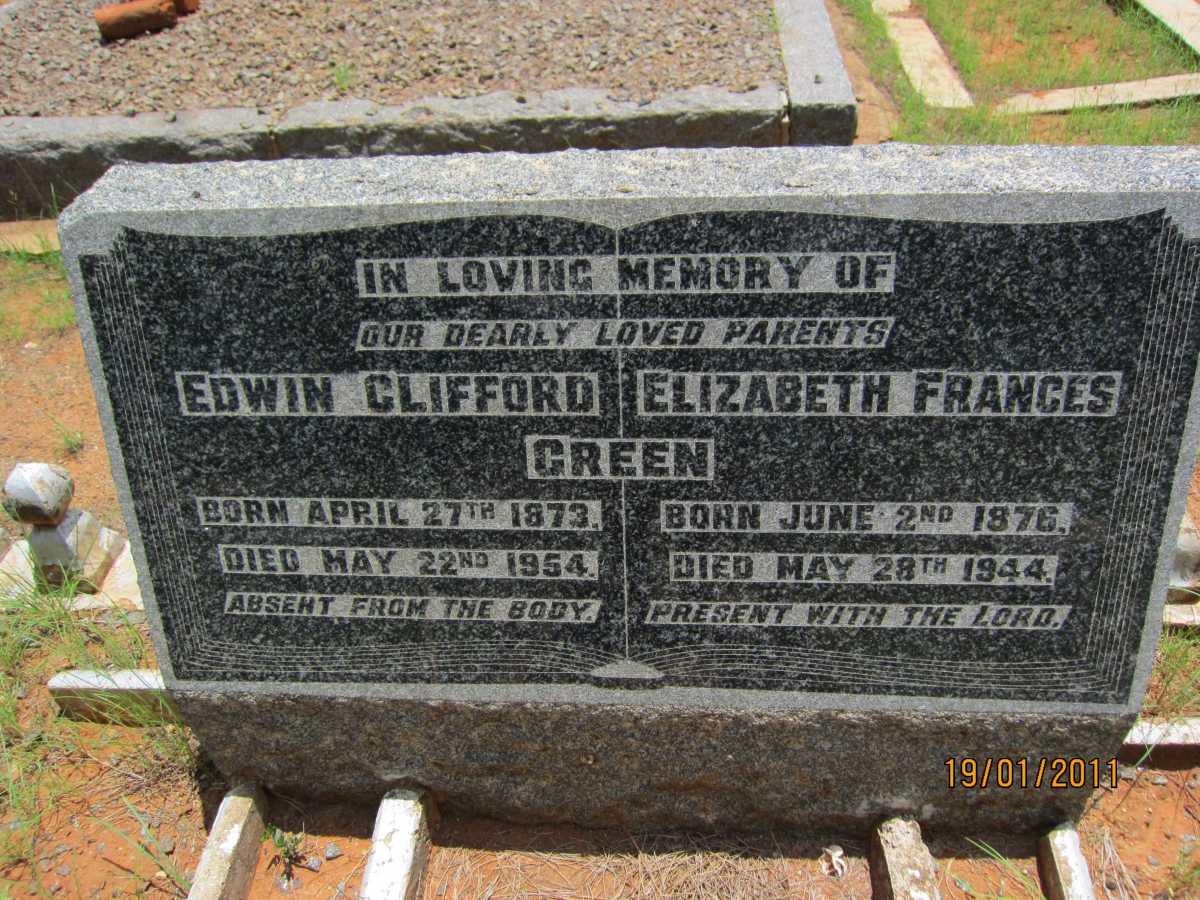 IN LOVING MEMORY OF
OUR DEARLY LOVED PARENTS
EDWIN CLIFFORD ELIZABETH FRANCES
GREEN
BORN APRIL 27TH 1873.
DIED MAY 22ND 1954.
ABSENT FROM THE BODY.
BORN JUNE 2ND 1876.
DIED MAY 28TH 1944.
PRESENT WITH THE LORD.
19/01/2011